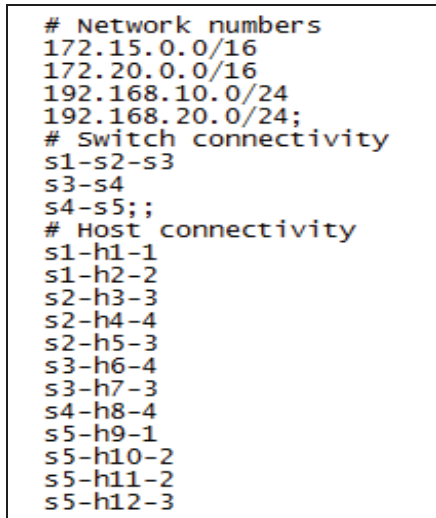 # Network numbers
172.15.0.0/16
172.20.0.0/16
192.168.10.0/24
192.168.20.0/24;
# Switch connectivity
s1-s2-s3
s3-s4
s4-s5;;
# Host connectivity
s1-h1-1
s1-h2-2
s2-h3-3
s2-h4-4
s2-h5-3
s3-h6-4
s3-h7-3
s4-h8-4
s5-h9-1
s5-h10-2
s5-h11-2
s5-h12-3